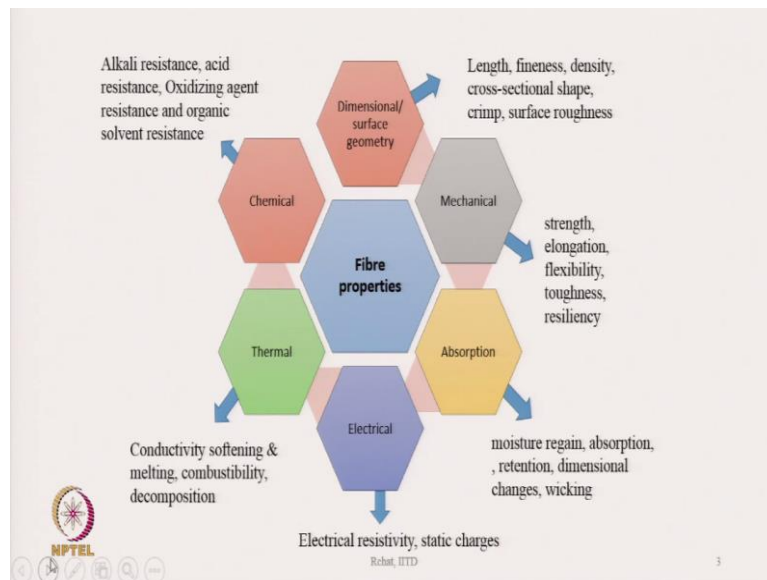 Alkali resistance, acid
resistance, Oxidizing agent
resistance and organic
solvent resistance
Dimensional/
surface
geometry
Length, fineness, density,
cross-sectional shape,
crimp, surface roughness
Chemical
Mechanical
strength,
elongation,
flexibility,
toughness,
resiliency
Fibre
properties
Thermal
Absorption
Electrical
Conductivity softening &
melting, combustibility,
decomposition
moisture regain, absorption,
, retention, dimensional
changes, wicking
Electrical resistivity, static charges
NPTEL
IITD
3